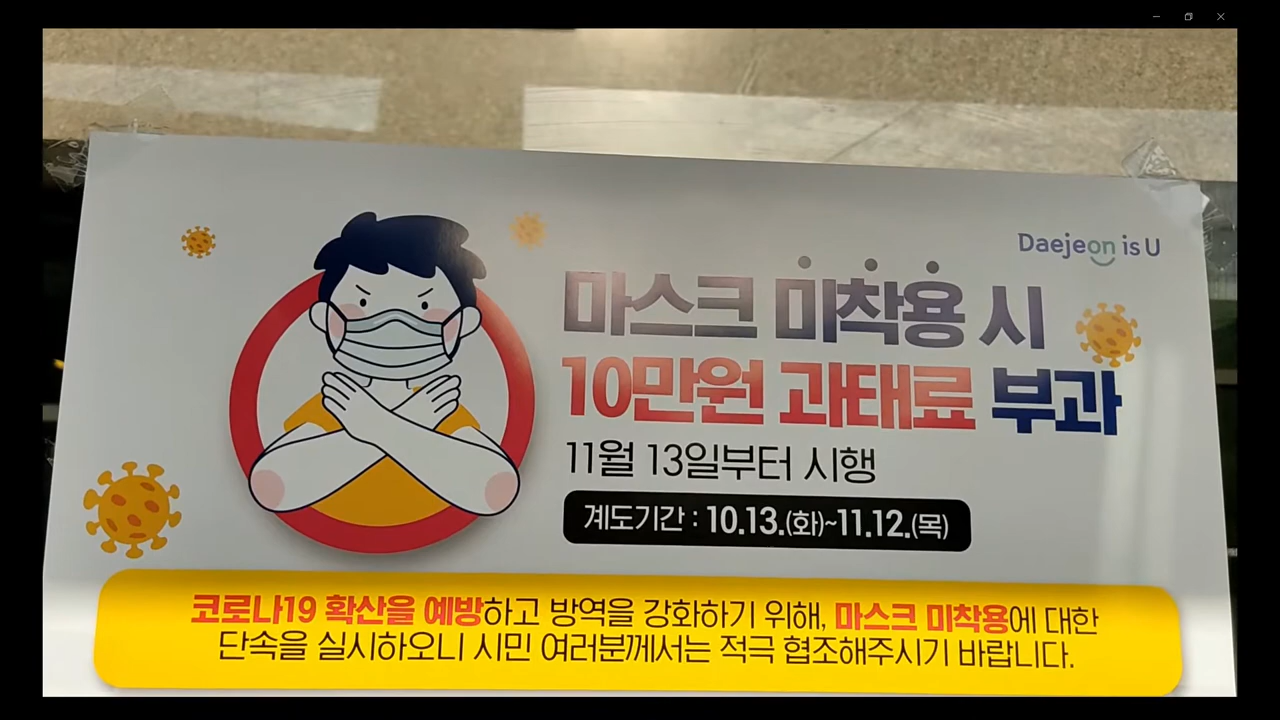 Daejeon is U
마스크 미착용 시
10만원 과태료 부과
11월 13일부터 시행
계도기간 : 10.13.(화)~11.12.(목)
코로나19 확산을 예방하고 방역을 강화하기 위해, 마스크 미착용에 대한
단속을 실시하오니 시민 여러분께서는 적극 협조해주시기 바랍니다.